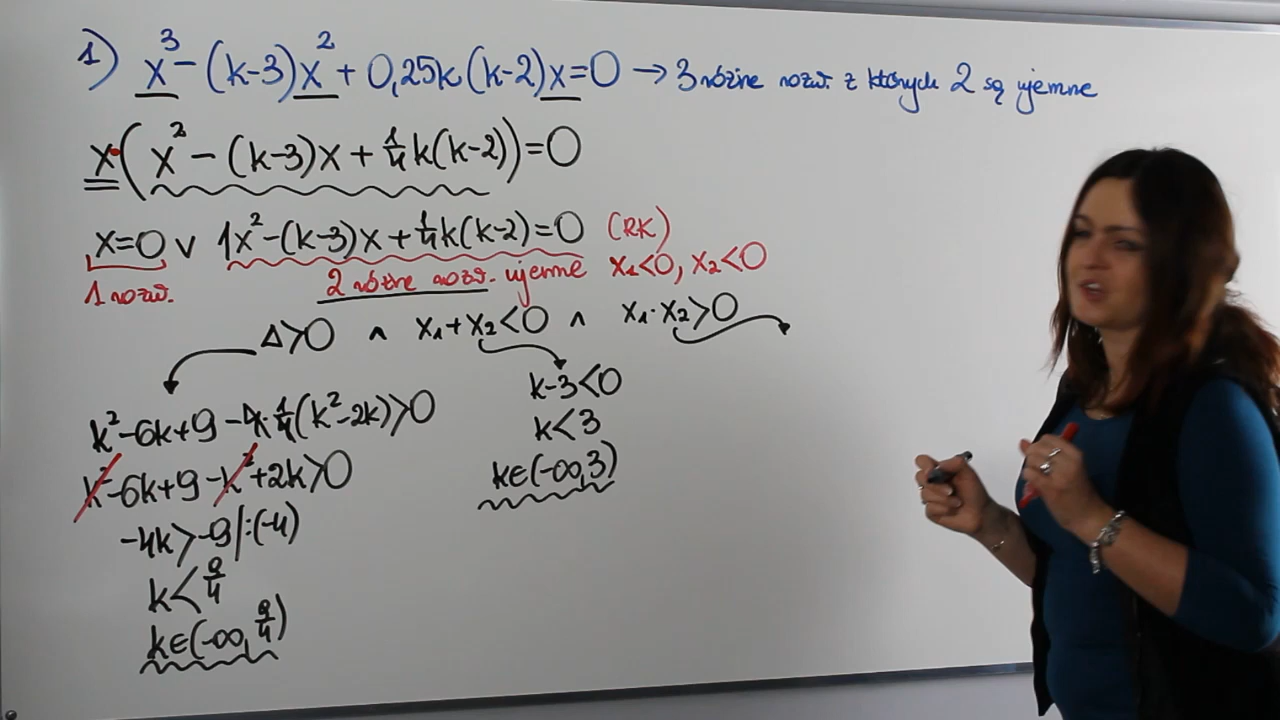 1) x³-(k-3)x²+0,25k(k-2)x=0 → 3 różne rozw. z których 2 są ujemne
x·(x²-(k-3)x+¼k(k-2))=0
x=0 ∨ 1x²-(k-3)x+¼k(k-2)=0 (RK)
1 rozw. 2 różne rozw. ujemne x₁<0, x₂<0
Δ>0 ∧ x₁+x₂<0 ∧ x₁·x₂>0
k²-6k+9-4·¼(k²-2k)>0
k²-6k+9-k²+2k>0
-4k>-9|:(-4)
k<9/4
k∈(-∞,9/4)
k-3<0
k<3
k∈(-∞,3)